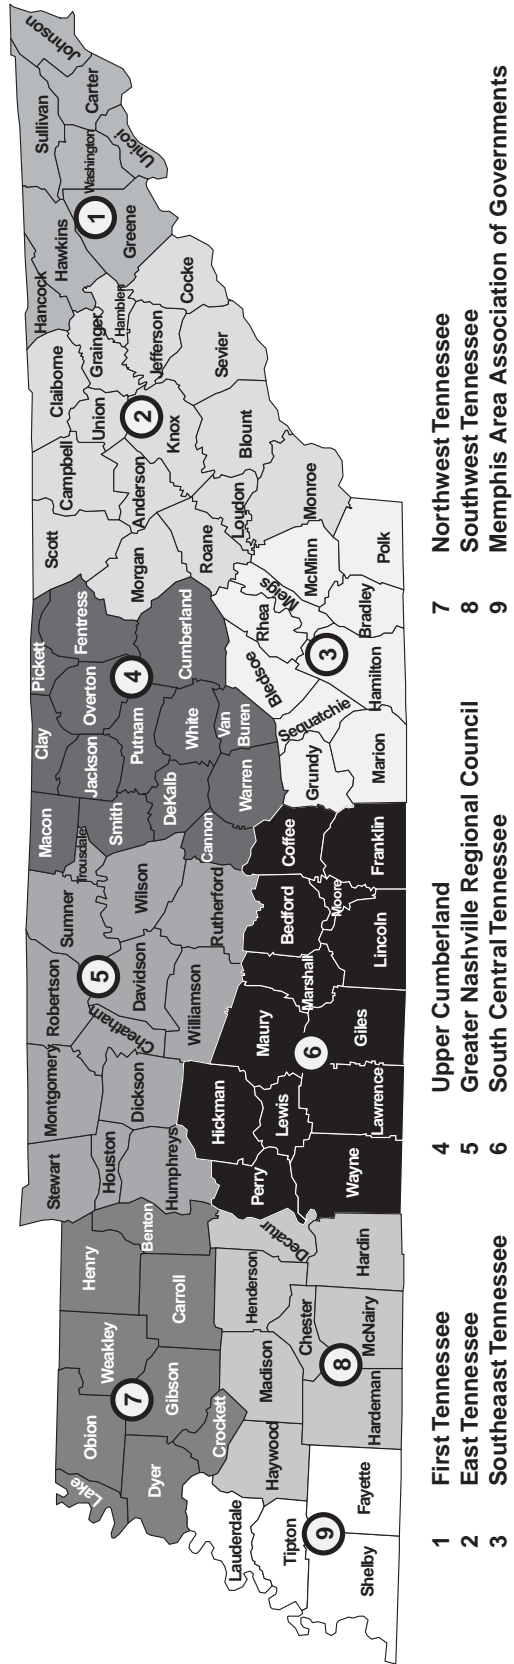 Lake
Obion
Weakley
Henry
Dyer
Gibson
Carroll
Benton
Crockett
7
Lauderdale
Tipton
Shelby
Fayette
9
Haywood
Madison
Henderson
Decatur
Chester
Hardeman
McNairy
Hardin
8
Stewart
Montgomery
Robertson
Sumner
Houston
Dickson
Cheatham
Davidson
Wilson
Trousdale
Humphreys
Williamson
Rutherford
5
Perry
Hickman
Lewis
Wayne
Lawrence
Maury
Giles
Marshall
Bedford
Moore
Lincoln
Coffee
Franklin
6
Macon
Clay
Pickett
Smith
Jackson
Overton
Fentress
Putnam
DeKalb
White
Cumberland
Cannon
Warren
Van
Buren
4
Grundy
Marion
Sequatchie
Bledsoe
Hamilton
Rhea
Meigs
Bradley
McMinn
Polk
3
Scott
Campbell
Claiborne
Morgan
Anderson
Union
Grainger
Hamblen
Roane
Knox
Jefferson
Cocke
Loudon
Blount
Sevier
Monroe
2
Hancock
Hawkins
Sullivan
Johnson
Greene
Washington
Unicoi
Carter
1
1 First Tennessee
2 East Tennessee
3 Southeaast Tennessee
4 Upper Cumberland
5 Greater Nashville Regional Council
6 South Central Tennessee
7 Northwest Tennessee
8 Southwest Tennessee
9 Memphis Area Association of Governments